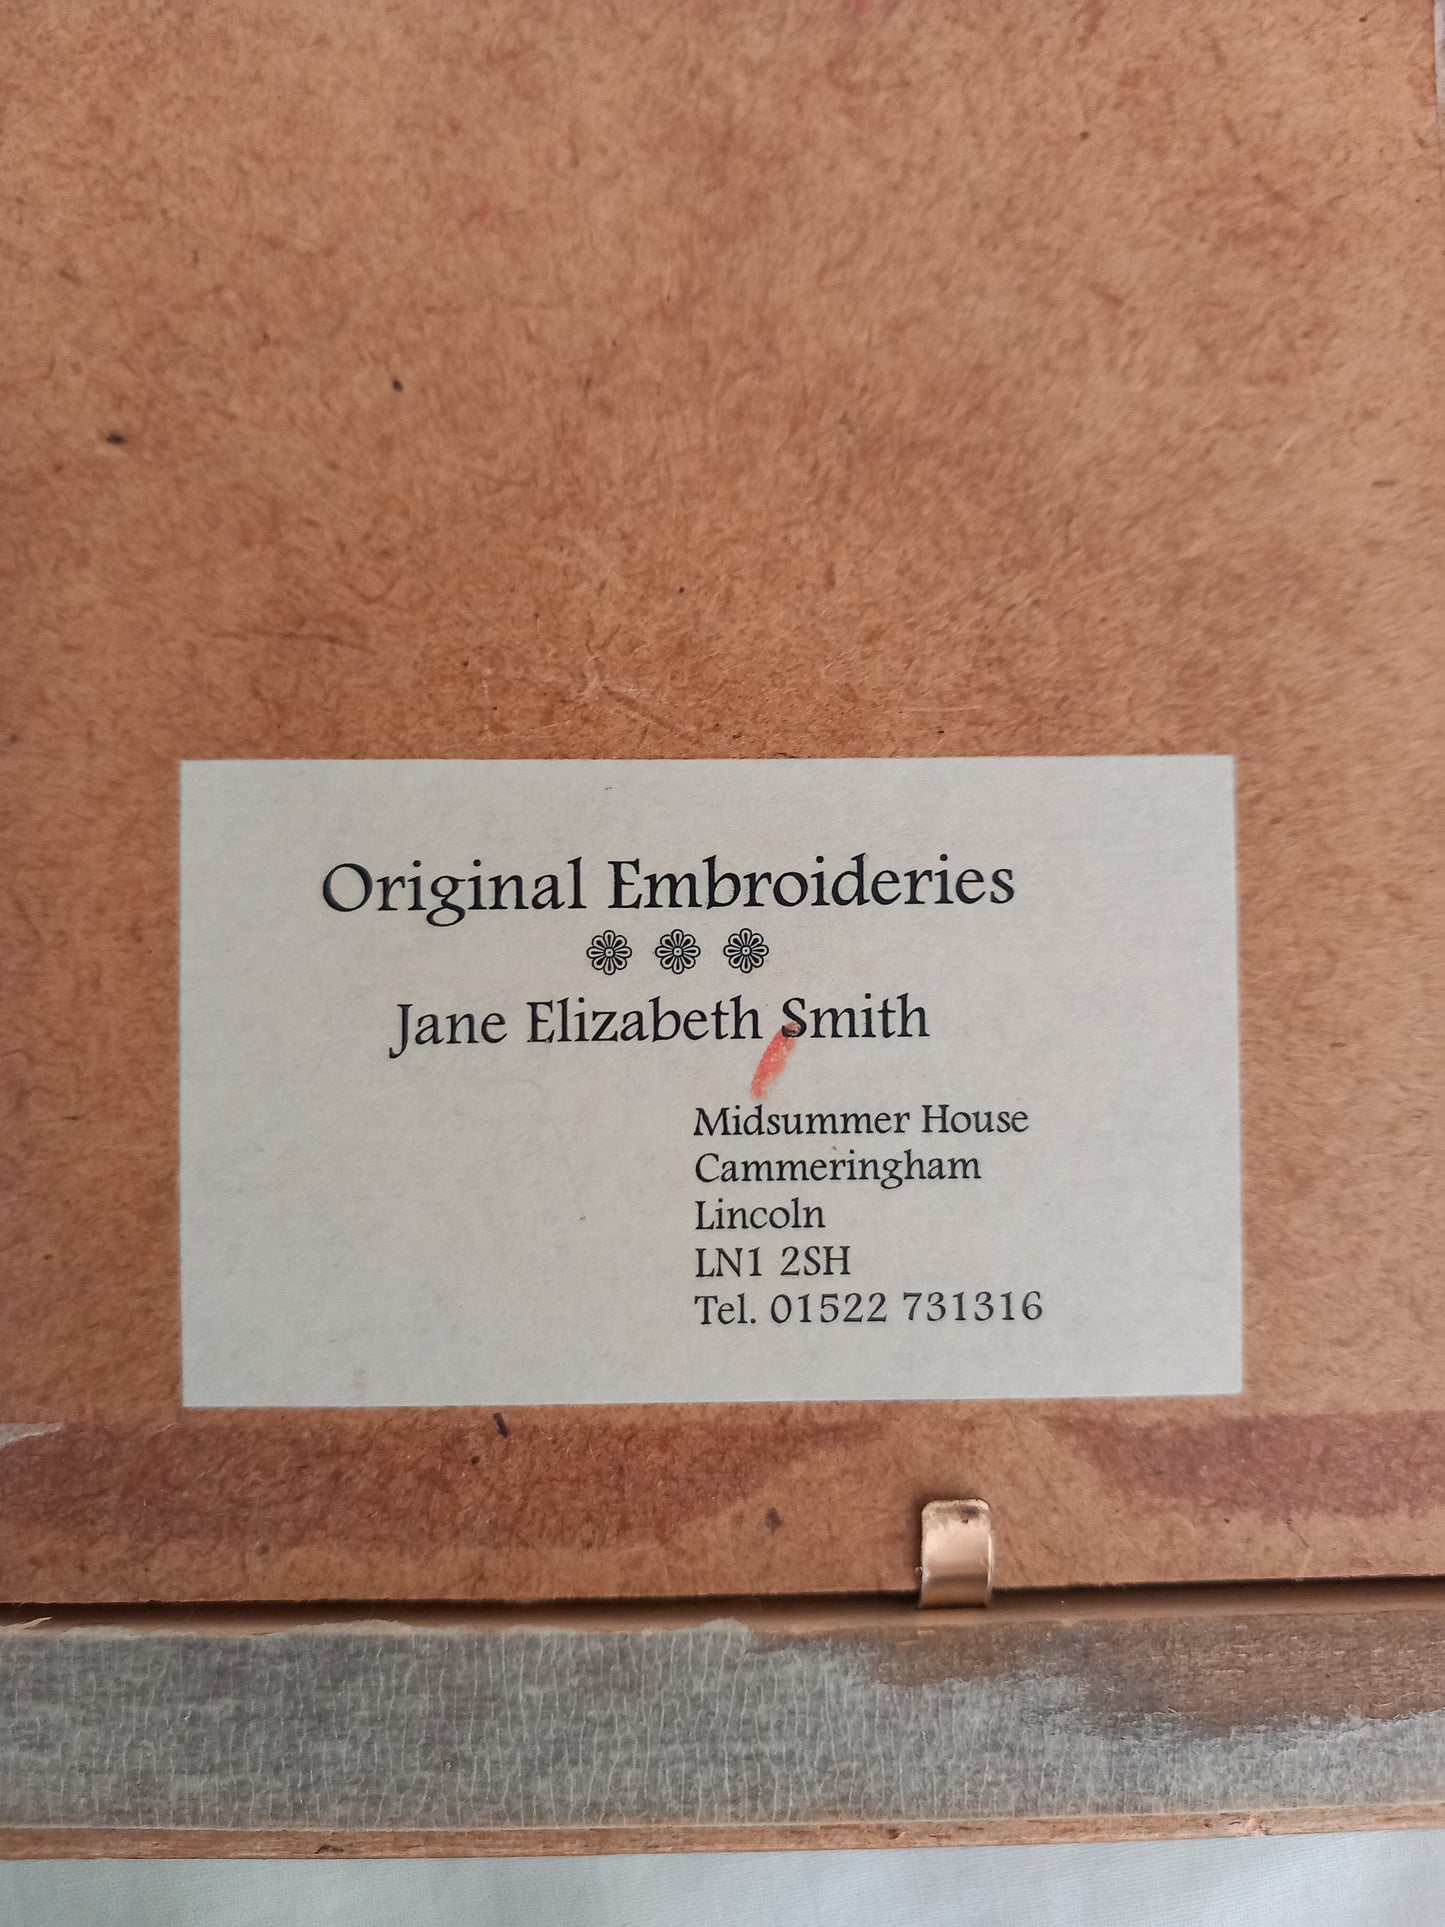 Original Embroideries
Jane Elizabeth Smith
Midsummer House
Cammeringham
Lincoln
LN1 2SH
Tel. 01522 731316